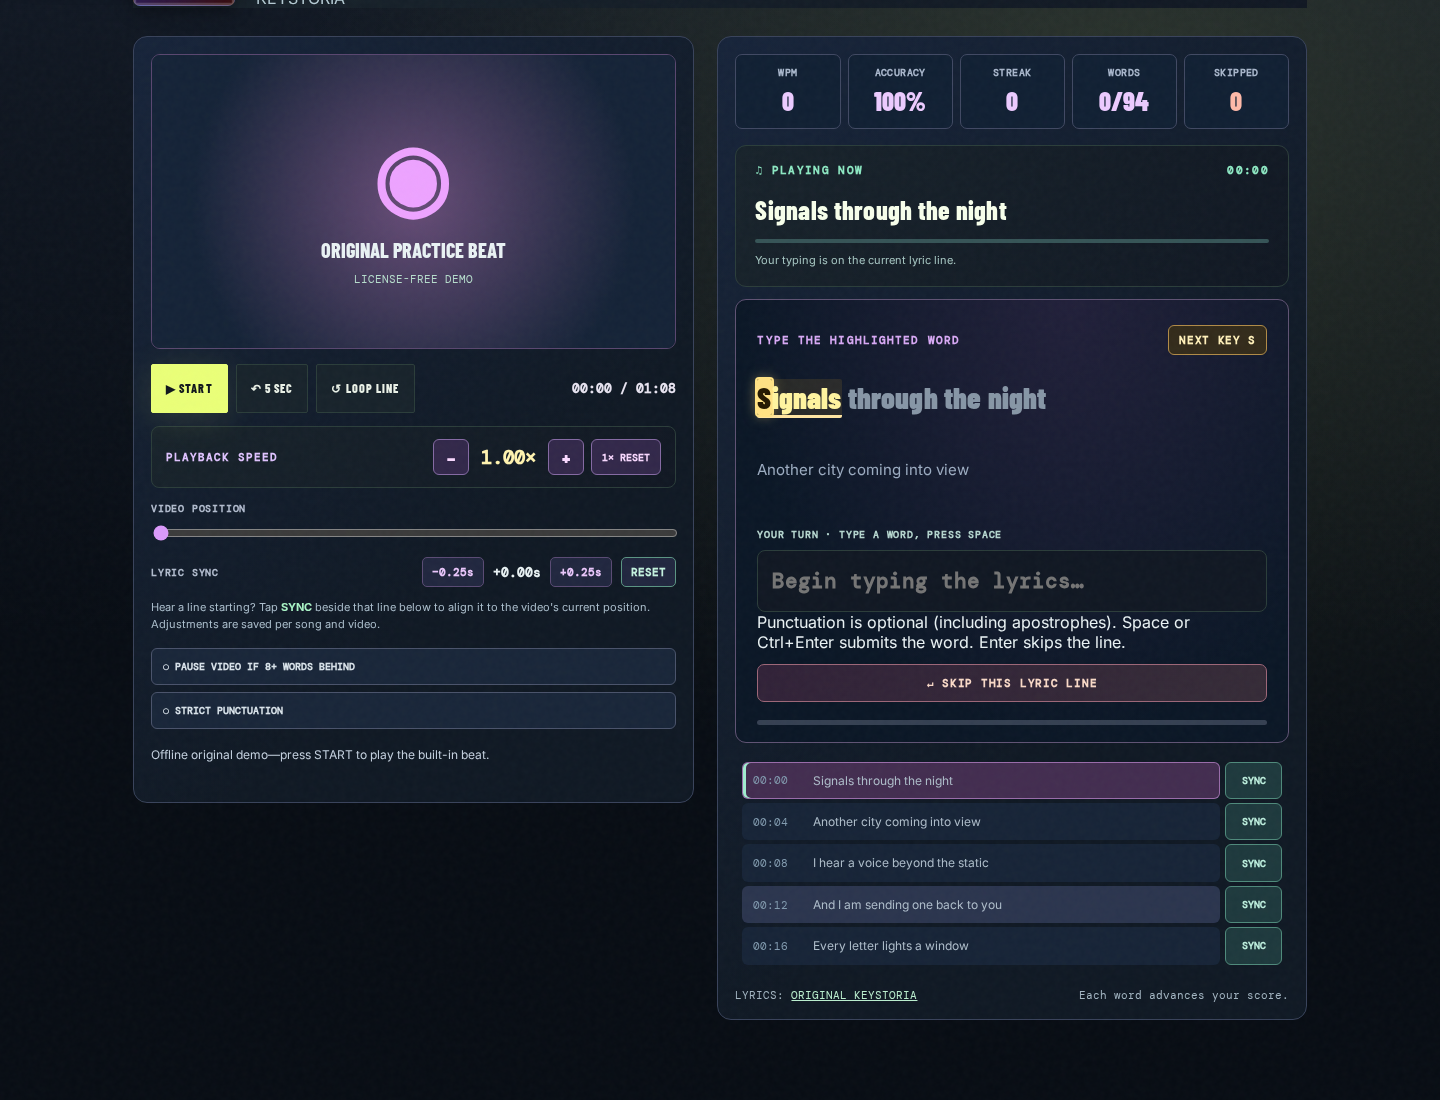 KEYSTORIA
ORIGINAL PRACTICE BEAT
LICENSE-FREE DEMO
▶ START
↶ 5 SEC
↺ LOOP LINE
00:00 / 01:08
PLAYBACK SPEED
−
1.00×
+
1× RESET
VIDEO POSITION
LYRIC SYNC
−0.25s
+0.00s
+0.25s
RESET
Hear a line starting? Tap SYNC beside that line below to align it to the video's current position.
Adjustments are saved per song and video.
○ PAUSE VIDEO IF 8+ WORDS BEHIND
○ STRICT PUNCTUATION
Offline original demo—press START to play the built-in beat.
WPM
0
ACCURACY
100%
STREAK
0
WORDS
0/94
SKIPPED
0
♫ PLAYING NOW
00:00
Signals through the night
Your typing is on the current lyric line.
TYPE THE HIGHLIGHTED WORD
NEXT KEY S
Signals through the night
Another city coming into view
YOUR TURN · TYPE A WORD, PRESS SPACE
Begin typing the lyrics…
Punctuation is optional (including apostrophes). Space or
Ctrl+Enter submits the word. Enter skips the line.
↵ SKIP THIS LYRIC LINE
00:00 Signals through the night SYNC
00:04 Another city coming into view SYNC
00:08 I hear a voice beyond the static SYNC
00:12 And I am sending one back to you SYNC
00:16 Every letter lights a window SYNC
LYRICS: ORIGINAL KEYSTORIA
Each word advances your score.